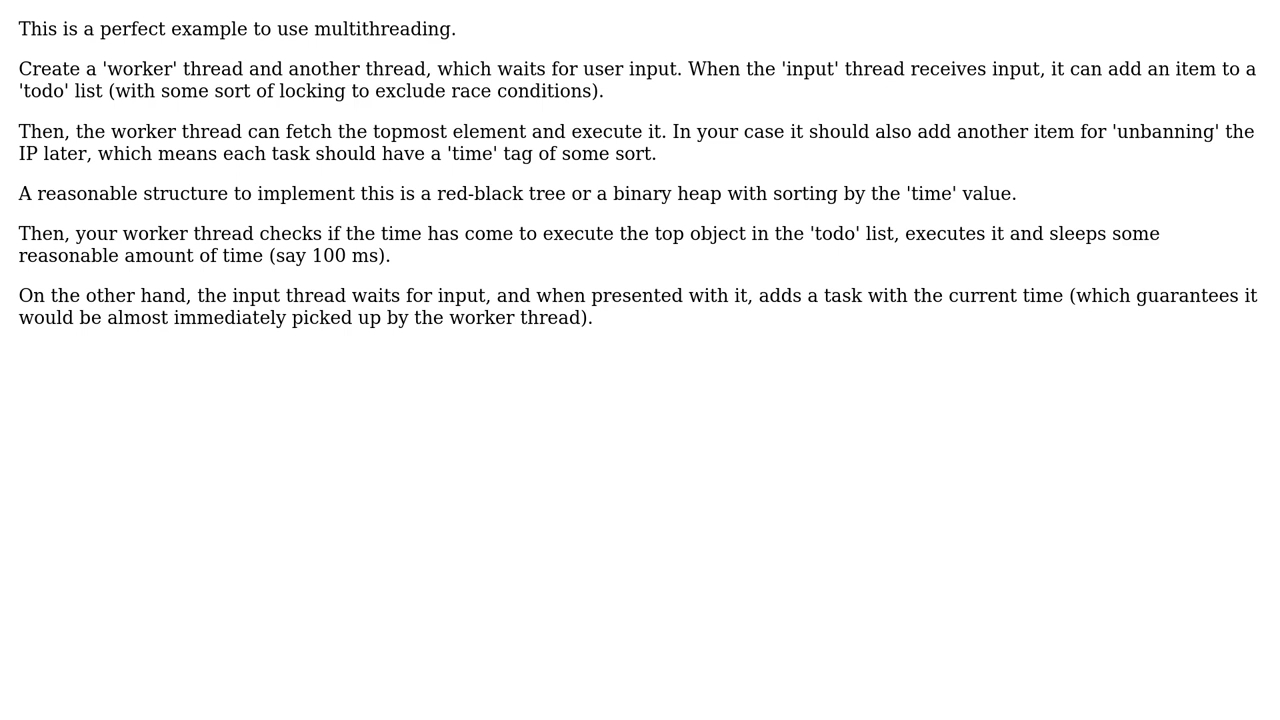 This is a perfect example to use multithreading.
Create a 'worker' thread and another thread, which waits for user input. When the 'input' thread receives input, it can add an item to a
'todo' list (with some sort of locking to exclude race conditions).
Then, the worker thread can fetch the topmost element and execute it. In your case it should also add another item for 'unbanning' the
IP later, which means each task should have a 'time' tag of some sort.
A reasonable structure to implement this is a red-black tree or a binary heap with sorting by the 'time' value.
Then, your worker thread checks if the time has come to execute the top object in the 'todo' list, executes it and sleeps some
reasonable amount of time (say 100 ms).
On the other hand, the input thread waits for input, and when presented with it, adds a task with the current time (which guarantees it
would be almost immediately picked up by the worker thread).